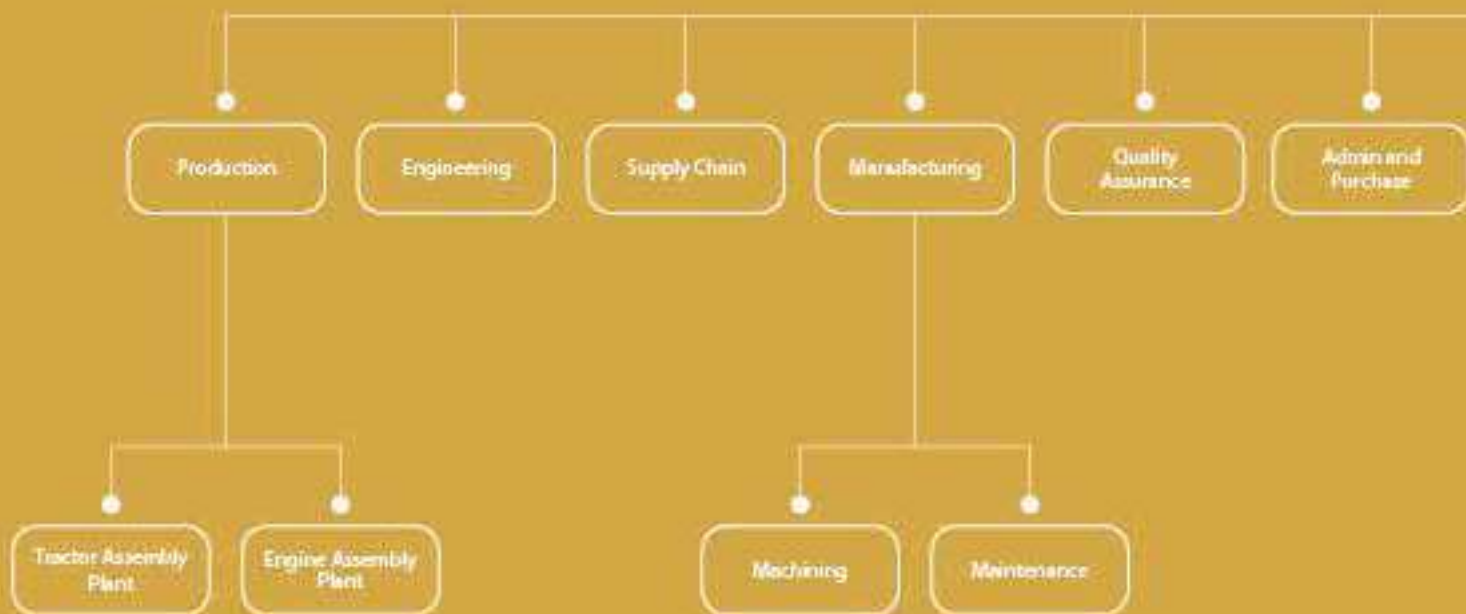 Production
Engineering
Supply Chain
Manufacturing
Quality
Assurance
Admin and
Purchase
Tractor Assembly
Plant
Engine Assembly
Plant
Machining
Maintenance